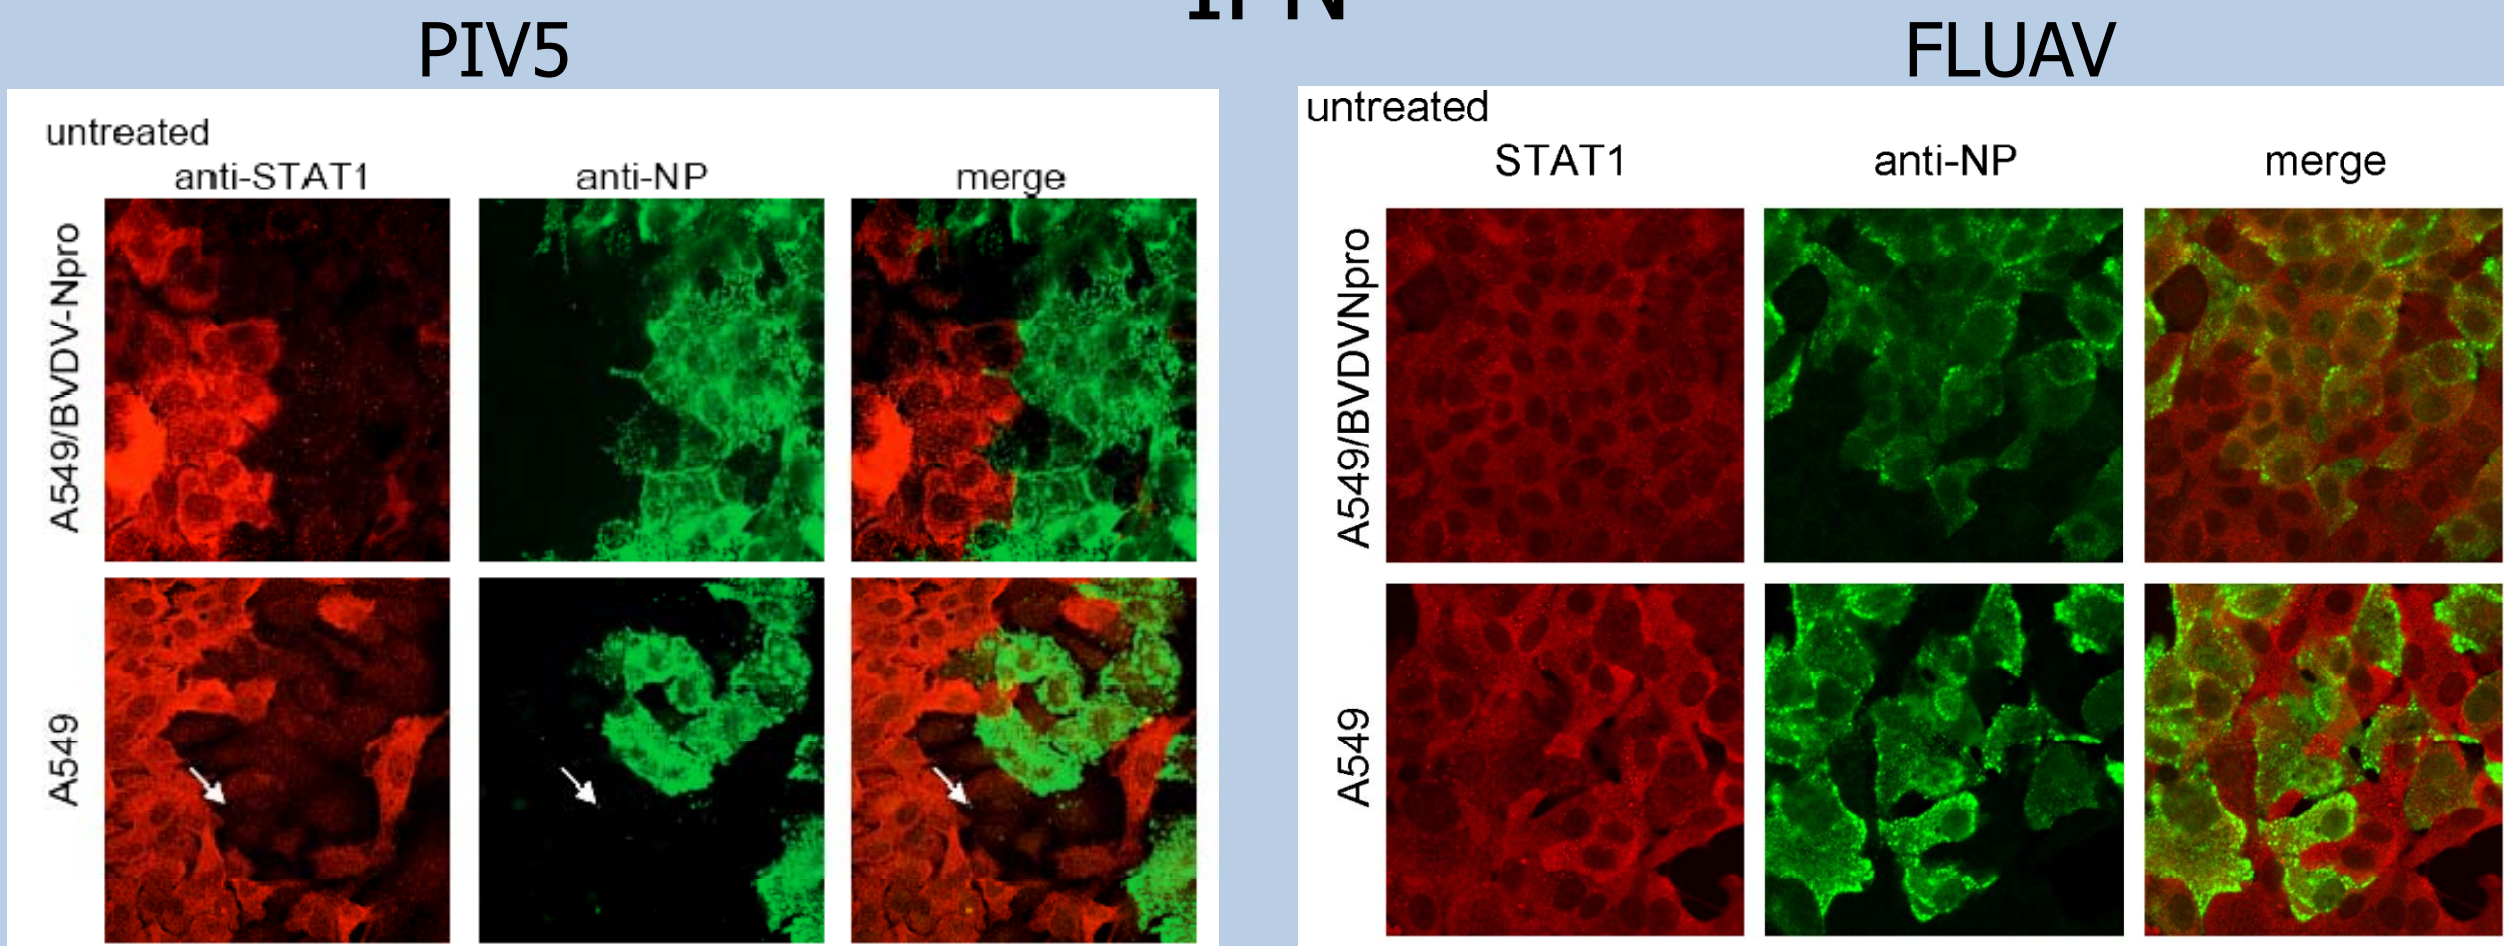 IFN
PIV5
FLUAV
untreated
anti-STAT1 anti-NP merge
A549/BVDV-Npro
A549
untreated
STAT1 anti-NP merge
A549/BVDVNpro
A549